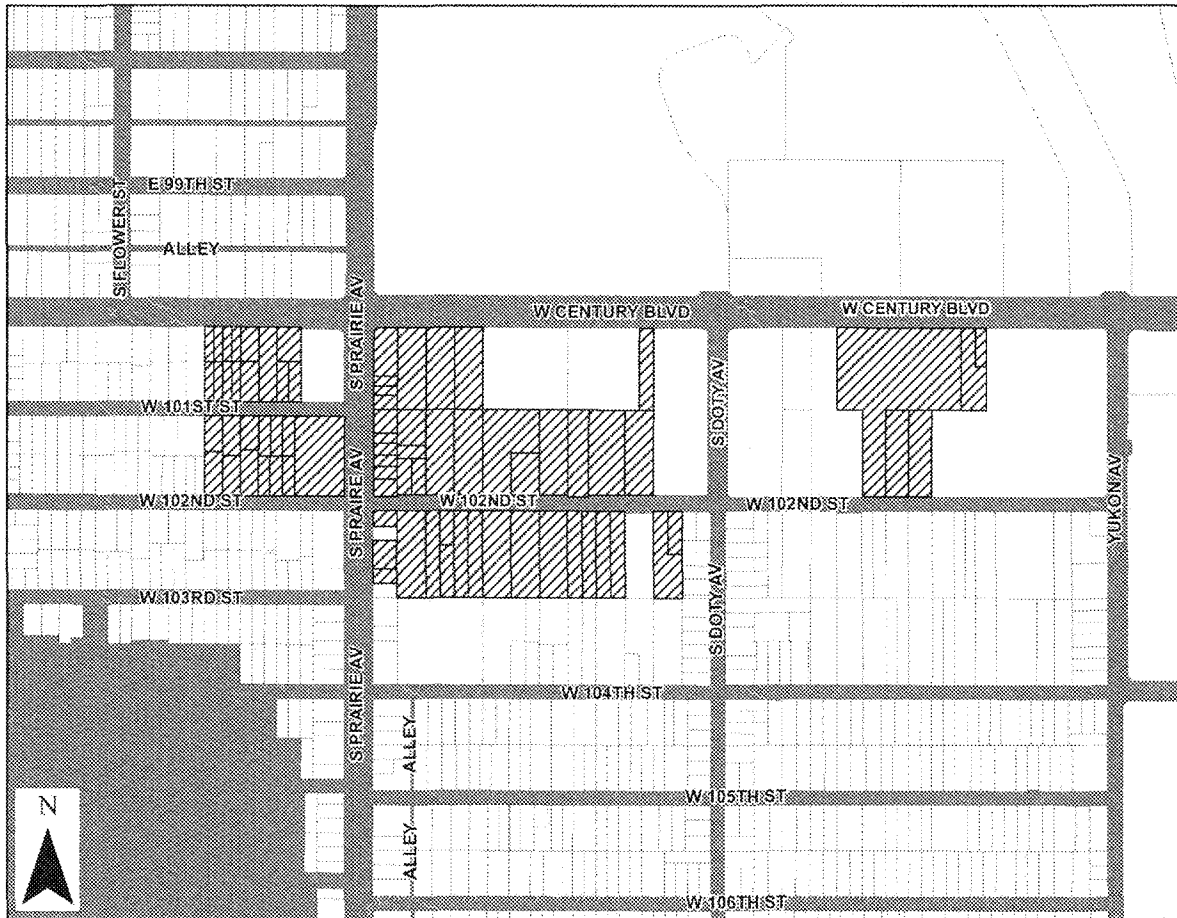 E 99TH ST
S FLOWER ST
ALLEY
S PRAIRIE AV
W CENTURY BLVD
W CENTURY BLVD
W 101ST ST
S DOTY AV
S PRAIRE AV
W 102ND ST
W 102ND ST
W 102ND ST
YUKON AV
W 103RD ST
S DOTY AV
S PRAIRIE AV
W 104TH ST
ALLEY
W 105TH ST
N
ALLEY
W 106TH ST